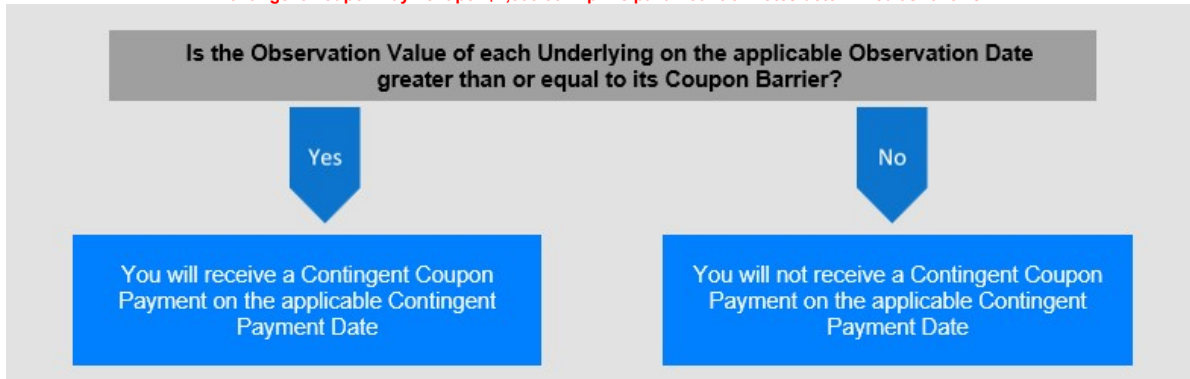 Is the Observation Value of each Underlying on the applicable Observation Date
greater than or equal to its Coupon Barrier?
Yes
No
You will receive a Contingent Coupon
Payment on the applicable Contingent
Payment Date
You will not receive a Contingent Coupon
Payment on the applicable Contingent
Payment Date